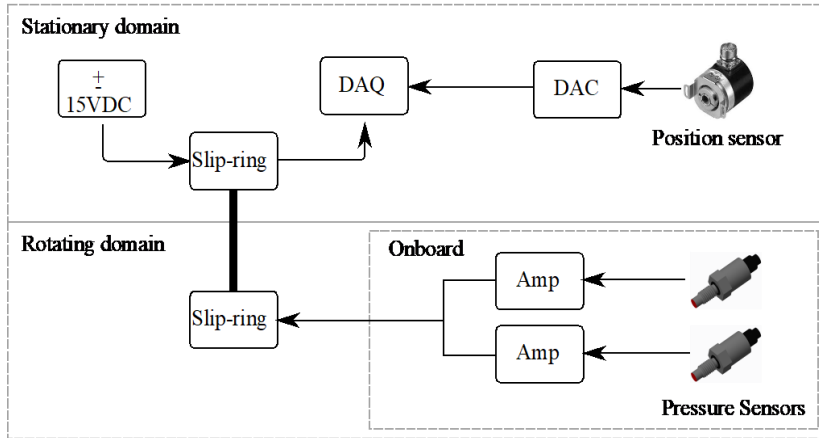 Stationary domain
±
15VDC
DAQ
DAC
Position sensor
Slip-ring
Rotating domain
Onboard
Amp
Slip-ring
Amp
Pressure Sensors